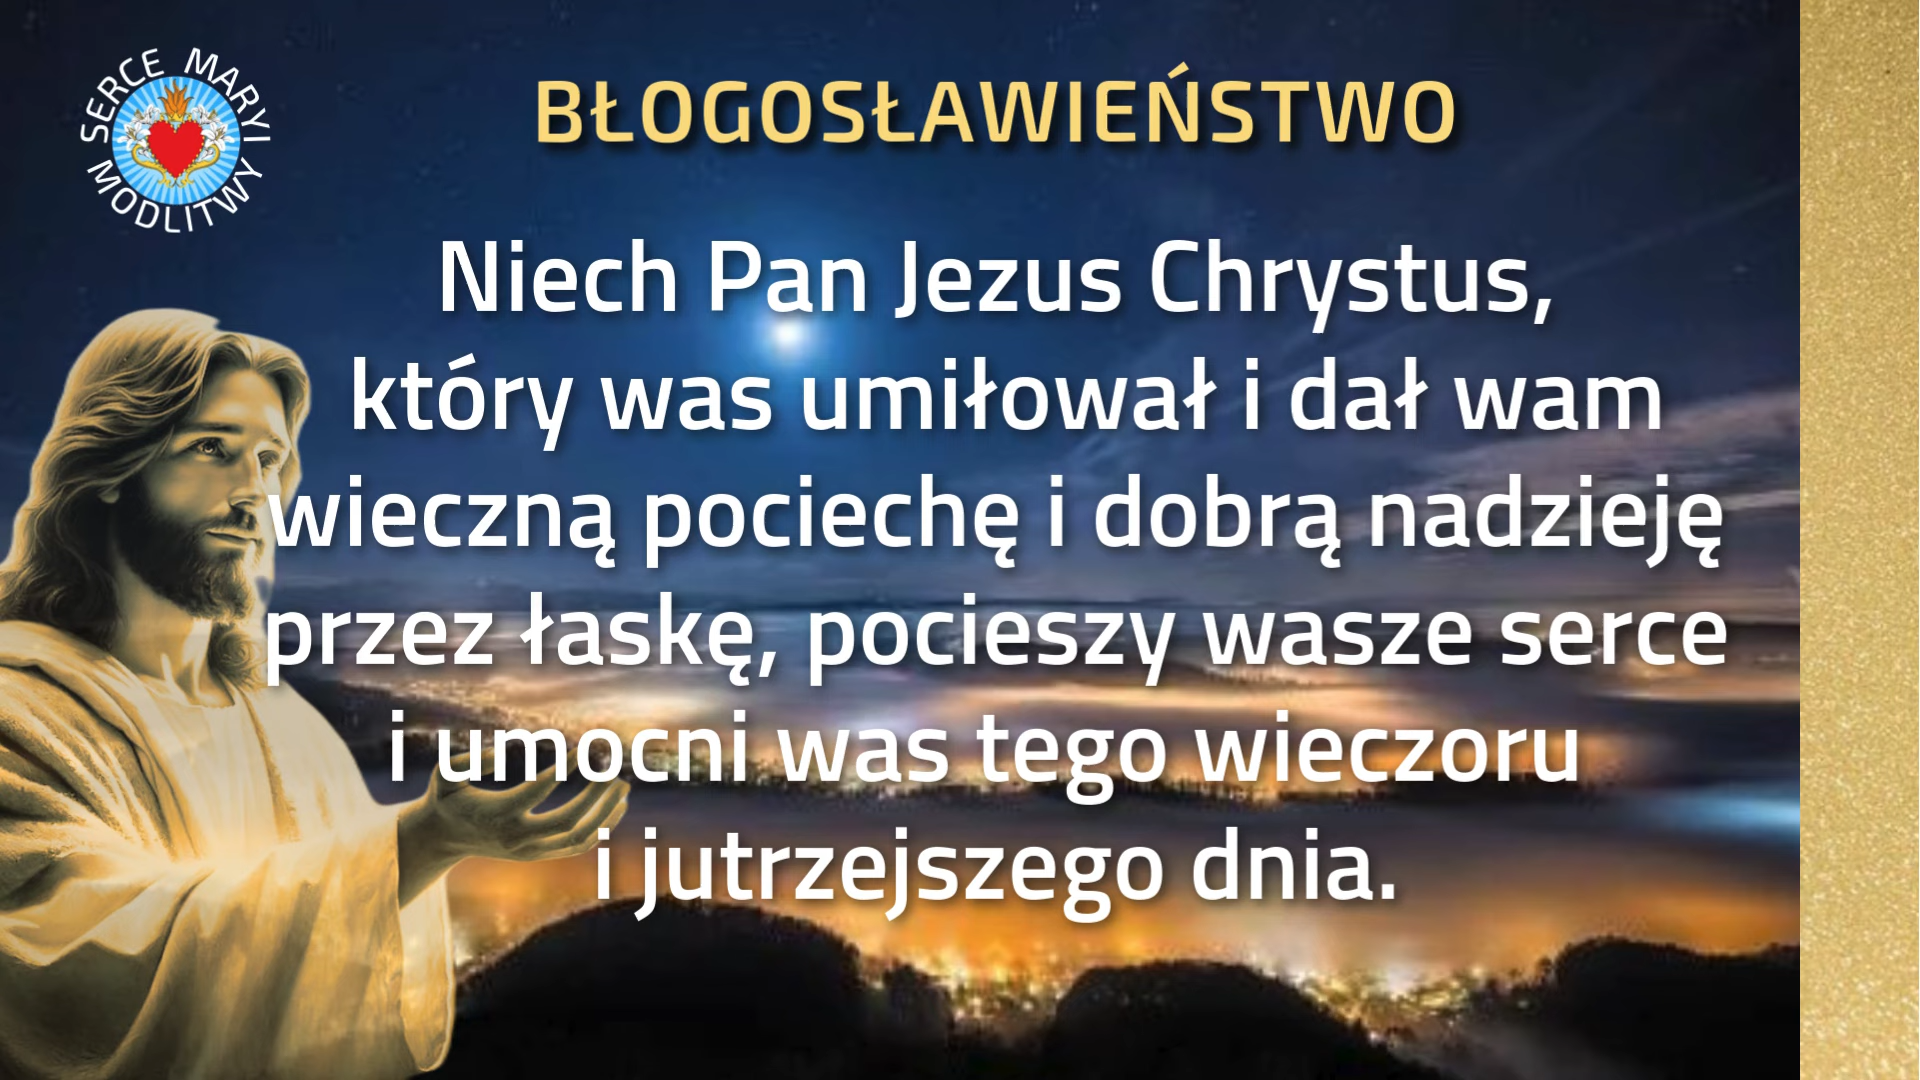 SERCE MARYI
MODLITWY
BŁOGOSŁAWIEŃSTWO
Niech Pan Jezus Chrystus,
który was umiłował i dał wam
wieczną pociechę i dobrą nadzieję
przez łaskę, pocieszy wasze serce
i umocni was tego wieczoru
i jutrzejszego dnia.